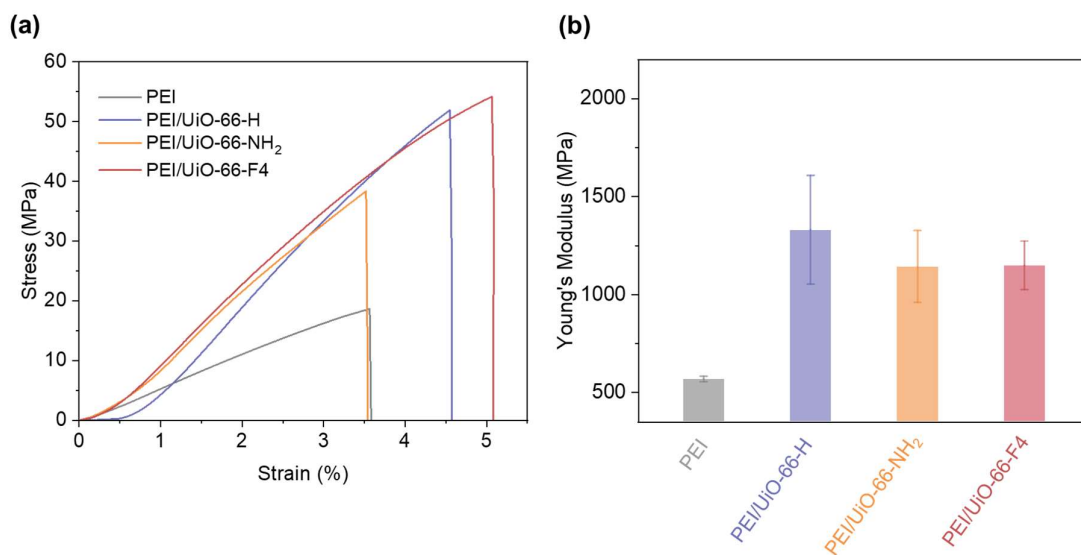 (a)
60
50
40
30
20
10
0
Stress (MPa)
PEI
PEI/UiO-66-H
PEI/UiO-66-NH₂
PEI/UiO-66-F4
0 1 2 3 4 5
Strain (%)
(b)
2000
1500
1000
500
Young's Modulus (MPa)
PEI
PEI/UiO-66-H
PEI/UiO-66-NH₂
PEI/UiO-66-F4